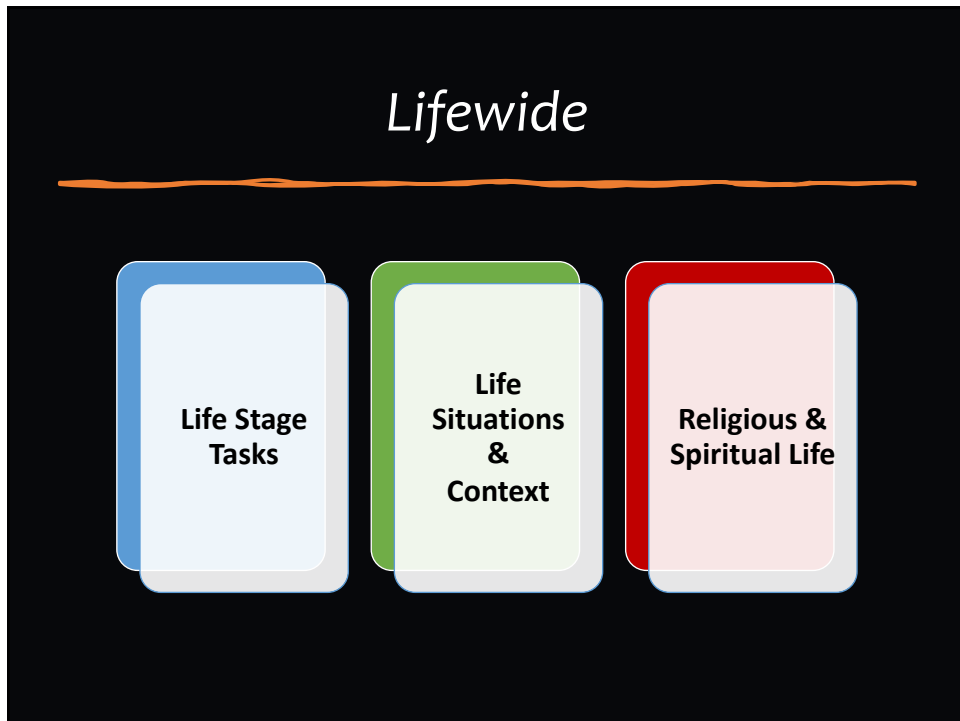 Lifewide
Life Stage
Tasks
Life
Situations
&
Context
Religious &
Spiritual Life